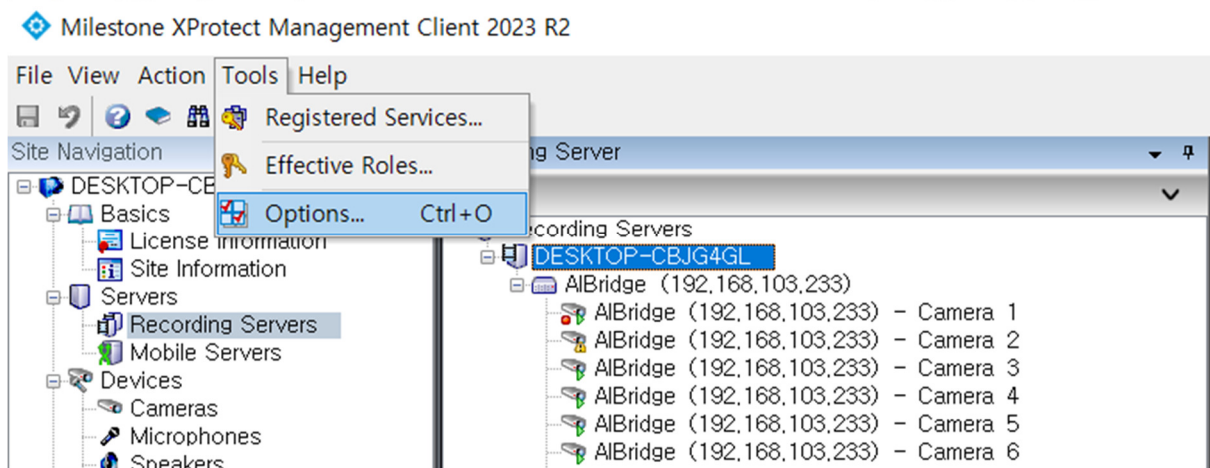 Milestone XProtect Management Client 2023 R2
File View Action Tools Help
Registered Services...
Effective Roles...
Options... Ctrl+O
Site Navigation
DESKTOP-CB
Basics
License Information
Site Information
Servers
Recording Servers
Mobile Servers
Devices
Cameras
Microphones
Speakers
ng Server
cording Servers
DESKTOP-CBJG4GL
AIBridge (192.168.103.233)
AIBridge (192.168.103.233) - Camera 1
AIBridge (192.168.103.233) - Camera 2
AIBridge (192.168.103.233) - Camera 3
AIBridge (192.168.103.233) - Camera 4
AIBridge (192.168.103.233) - Camera 5
AIBridge (192.168.103.233) - Camera 6